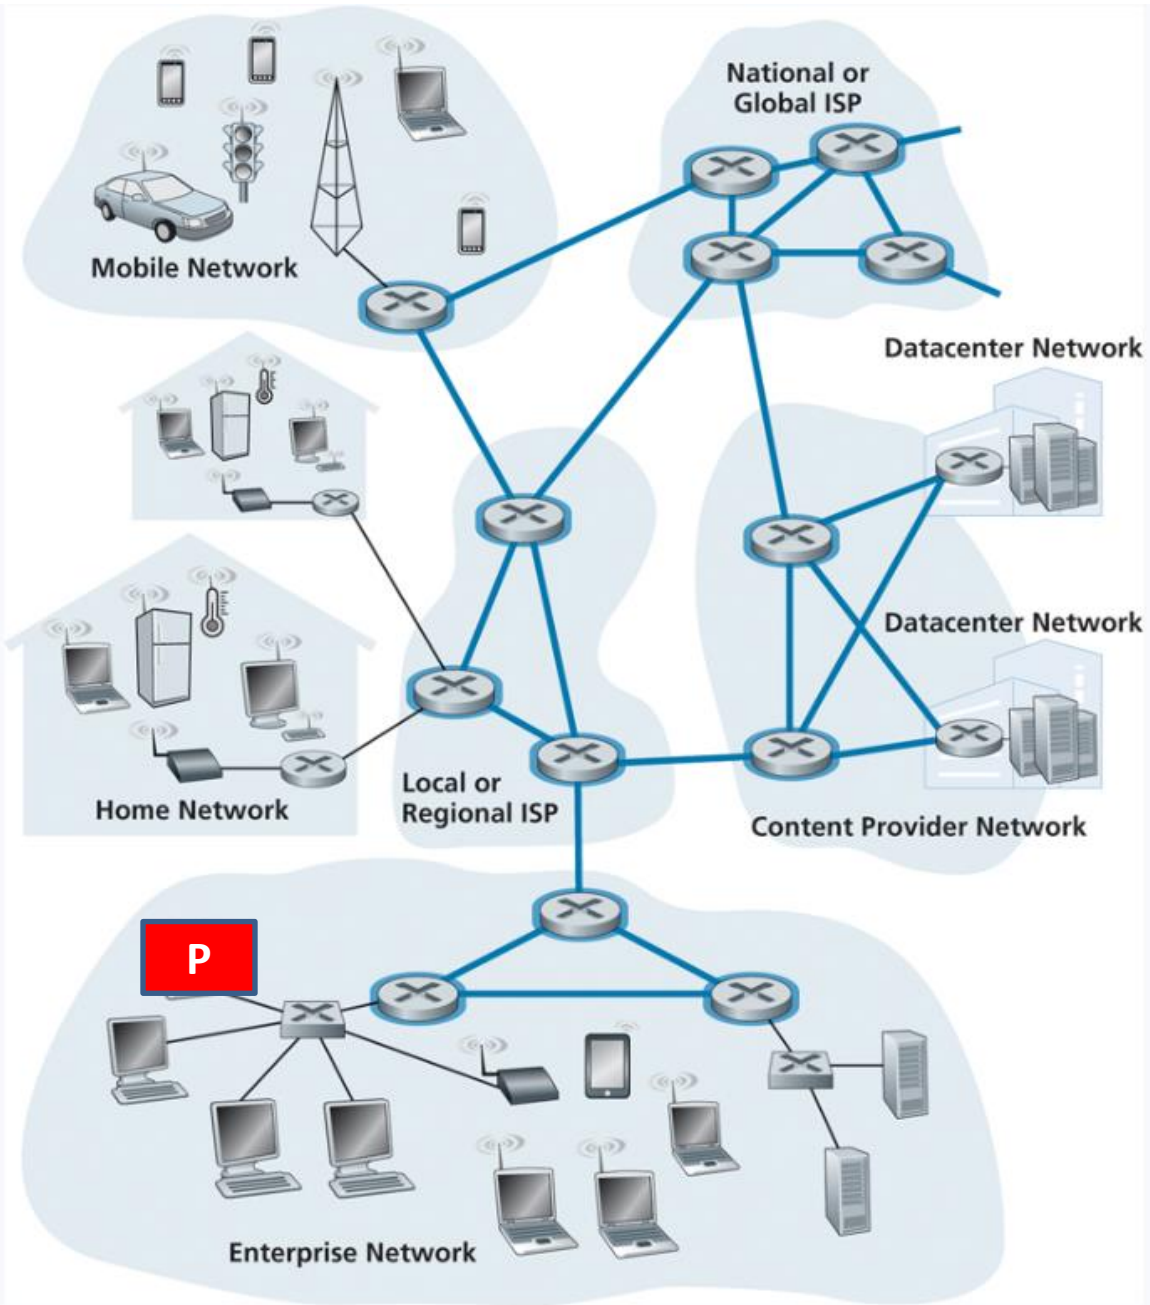 National or
Global ISP
Mobile Network
Datacenter Network
Datacenter Network
Home Network
Local or
Regional ISP
Content Provider Network
P
Enterprise Network